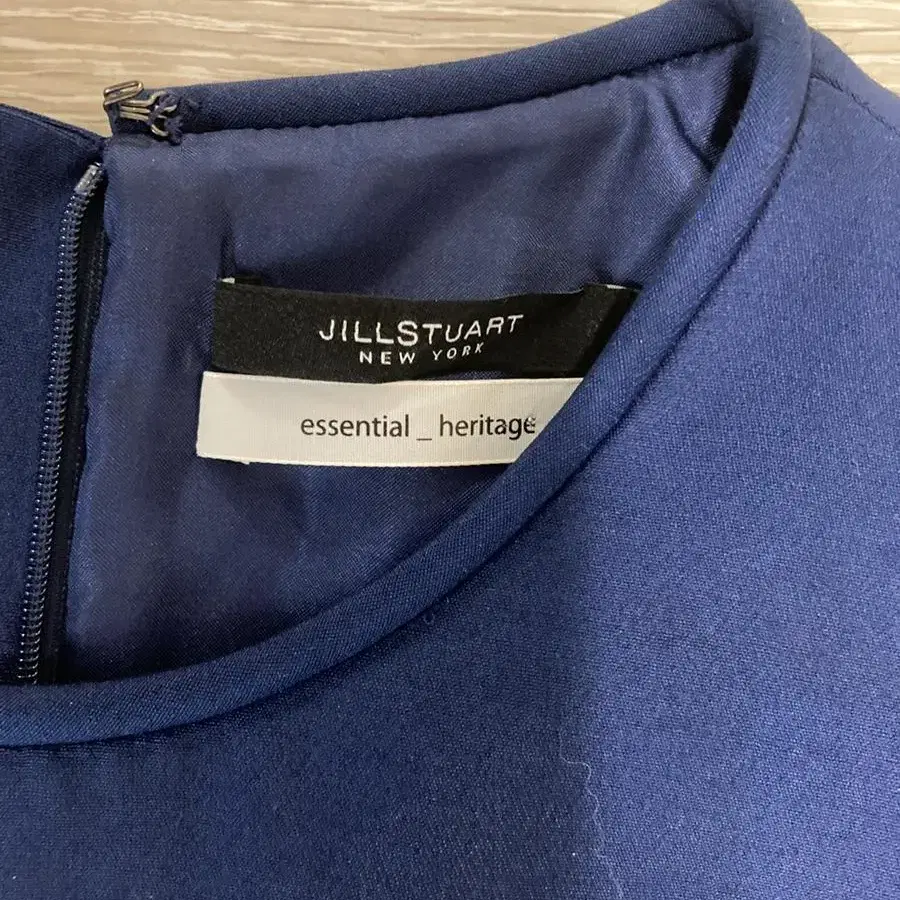 JILLSTUART
NEW YORK
essential _ heritage